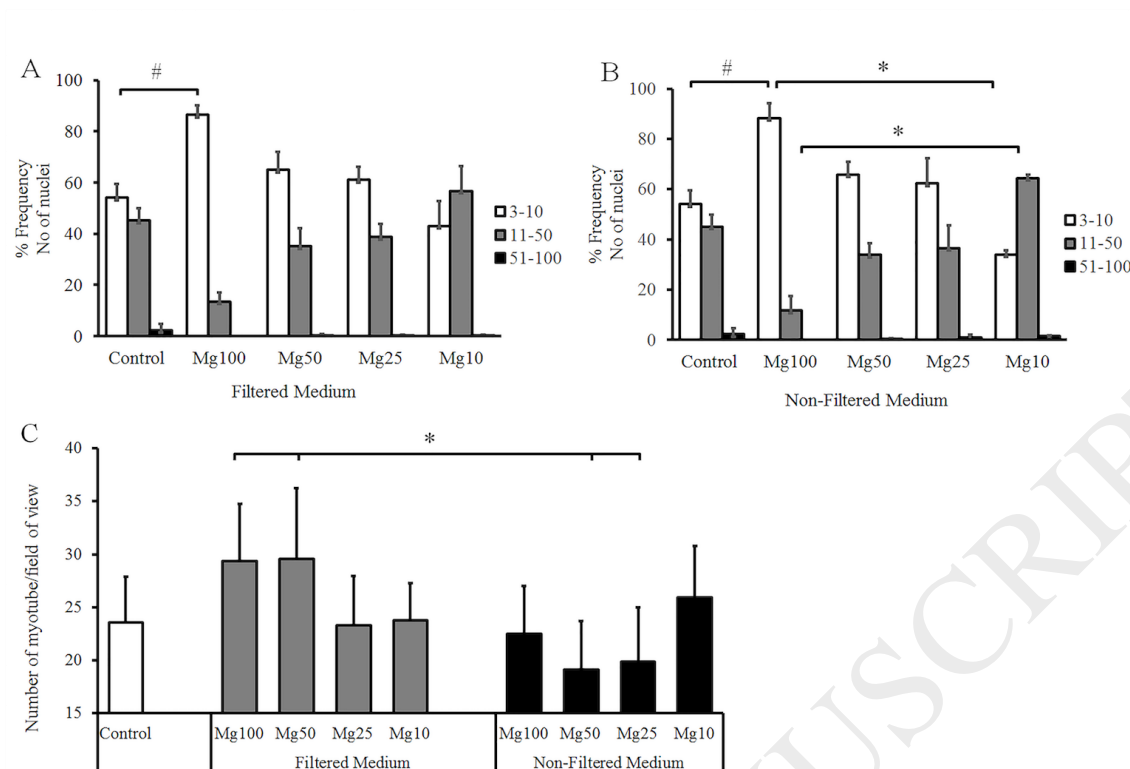 A
#
100
80
60
40
20
0
% Frequency
No of nuclei
3-10
11-50
51-100
Control Mg100 Mg50 Mg25 Mg10
Filtered Medium
B
#
*
*
100
80
60
40
20
0
% Frequency
No of nuclei
3-10
11-50
51-100
Control Mg100 Mg50 Mg25 Mg10
Non-Filtered Medium
C
*
40
35
30
25
20
15
Number of myotube/field of view
Control Mg100 Mg50 Mg25 Mg10 Mg100 Mg50 Mg25 Mg10
Filtered Medium Non-Filtered Medium
USCRIP